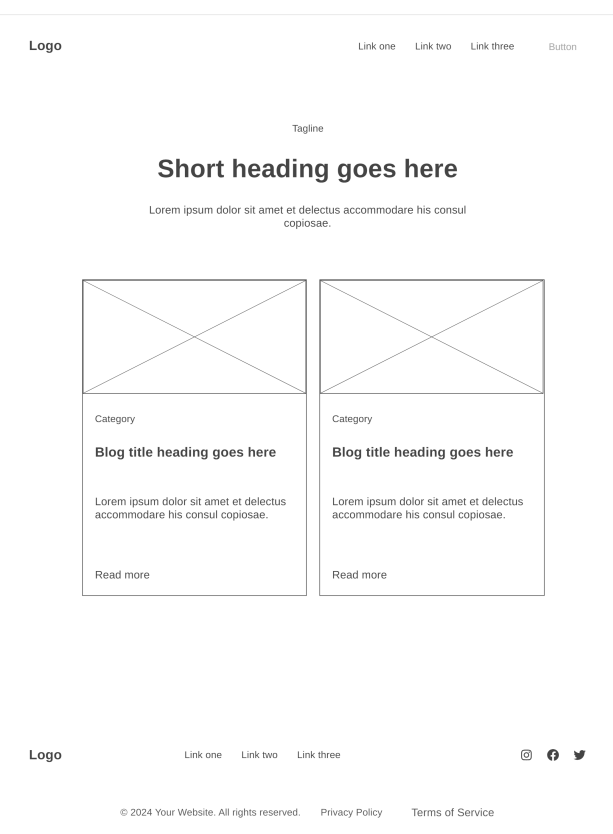 Logo
Link one
Link two
Link three
Button
Tagline
Short heading goes here
Lorem ipsum dolor sit amet et delectus accommodare his consul
copiosae.
Category
Blog title heading goes here
Lorem ipsum dolor sit amet et delectus
accommodare his consul copiosae.
Read more
Category
Blog title heading goes here
Lorem ipsum dolor sit amet et delectus
accommodare his consul copiosae.
Read more
Logo
Link one
Link two
Link three
© 2024 Your Website. All rights reserved.
Privacy Policy
Terms of Service